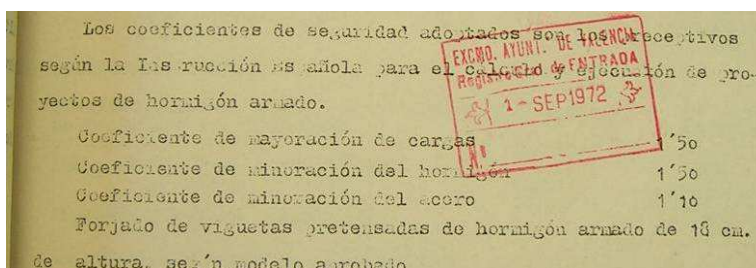 Los coeficientes de seguridad adoptados son los preceptivos
según la Instrucción Española para el cálculo y ejecución de pro-
yectos de hormigón armado.
EXCMO. AYUNT. DE VALENCIA
Registro Gral de ENTRADA
1 - SEP 1972
N.º
Coeficiente de mayoración de cargas 1'50
Coeficiente de minoración del hormigón 1'50
Coeficiente de minoración del acero 1'10
Forjado de viguetas pretensadas de hormigón armado de 18 cm.
de altura, seg´n modelo aprobado